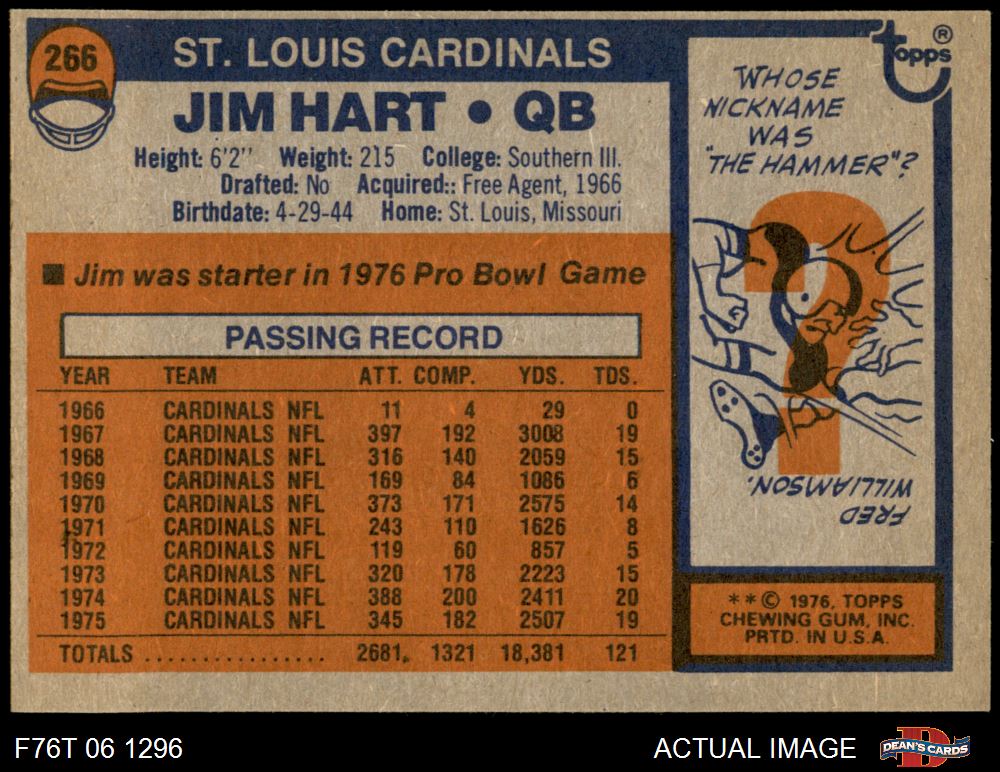 266
ST. LOUIS CARDINALS
JIM HART • QB
Height: 6'2" Weight: 215 College: Southern Ill.
Drafted: No Acquired:: Free Agent, 1966
Birthdate: 4-29-44 Home: St. Louis, Missouri
■ Jim was starter in 1976 Pro Bowl Game
PASSING RECORD
YEAR TEAM ATT. COMP. YDS. TDS.
1966 CARDINALS NFL 11 4 29 0
1967 CARDINALS NFL 397 192 3008 19
1968 CARDINALS NFL 316 140 2059 15
1969 CARDINALS NFL 169 84 1086 6
1970 CARDINALS NFL 373 171 2575 14
1971 CARDINALS NFL 243 110 1626 8
1972 CARDINALS NFL 119 60 857 5
1973 CARDINALS NFL 320 178 2223 15
1974 CARDINALS NFL 388 200 2411 20
1975 CARDINALS NFL 345 182 2507 19
TOTALS ................ 2681. 1321 18,381 121
topps ®
WHOSE
NICKNAME
WAS
"THE HAMMER"?
?
FRED
WILLIAMSON.
**© 1976, TOPPS
CHEWING GUM, INC.
PRTD. IN U.S.A.
F76T 06 1296
ACTUAL IMAGE
D
DEAN'S CARDS